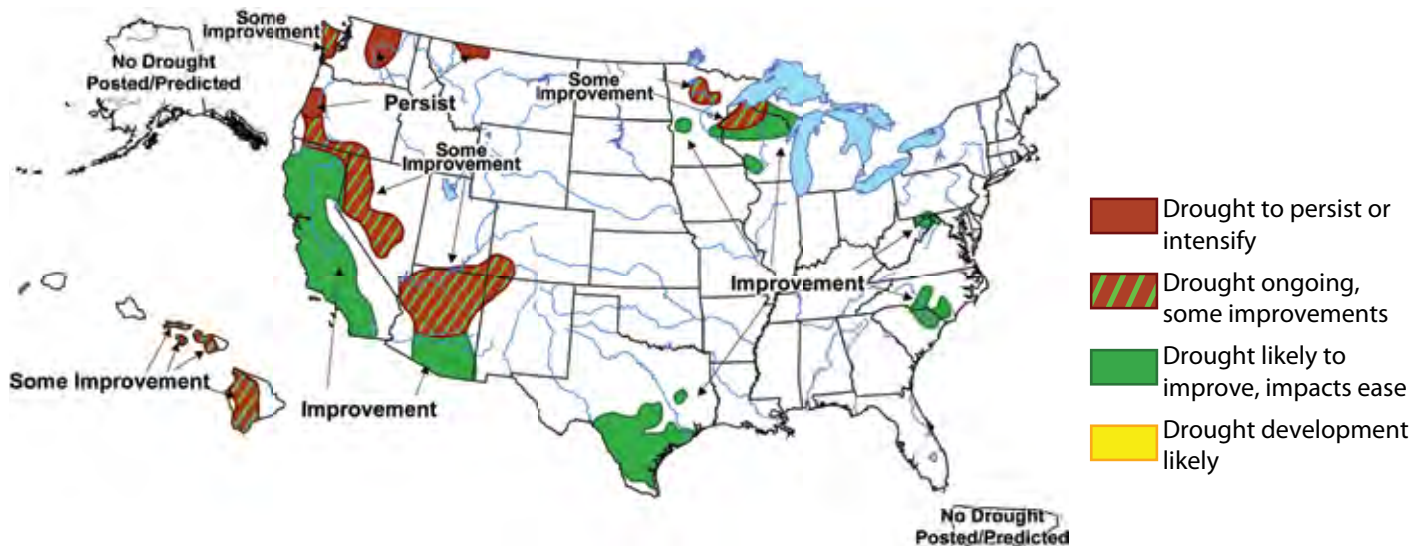 Some
Improvement
No Drought
Posted/Predicted
Persist
Some
Improvement
Some
Improvement
Improvement
Some Improvement
Improvement
No Drought
Posted/Predicted
Drought to persist or
intensify
Drought ongoing,
some improvements
Drought likely to
improve, impacts ease
Drought development
likely